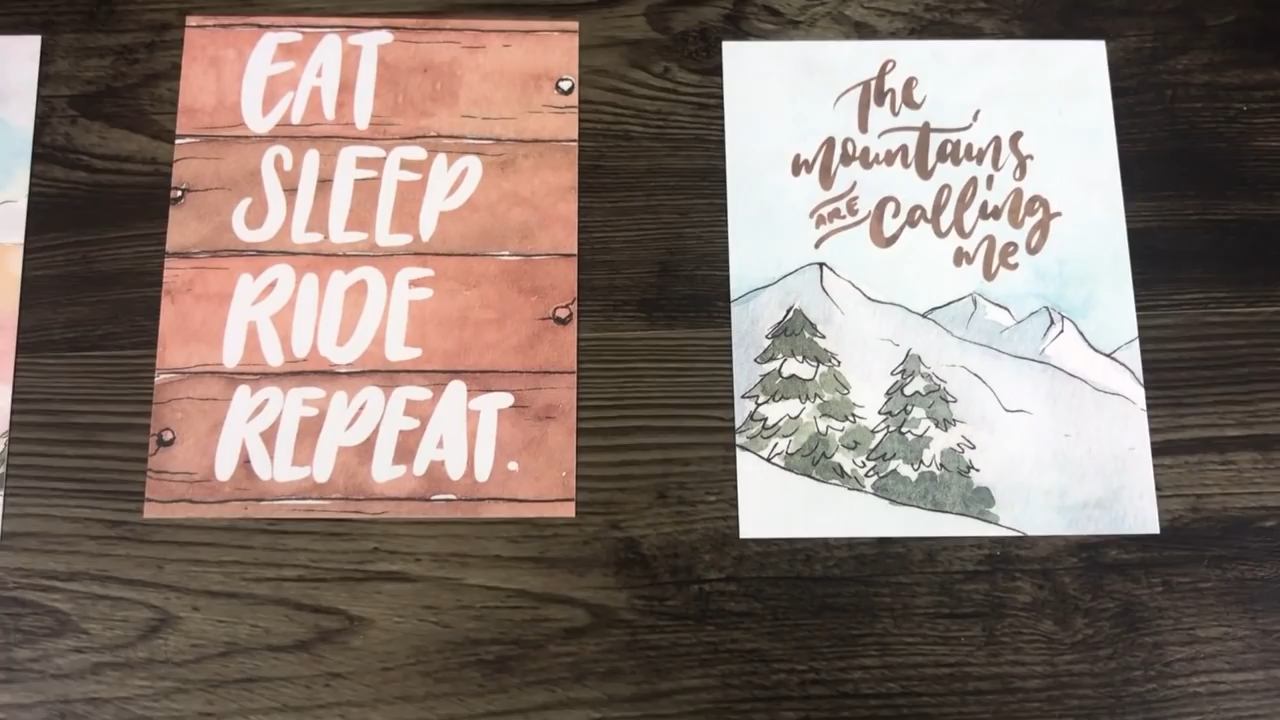 EAT
SLEEP
RIDE
REPEAT.
The
mountains
ARE calling
me